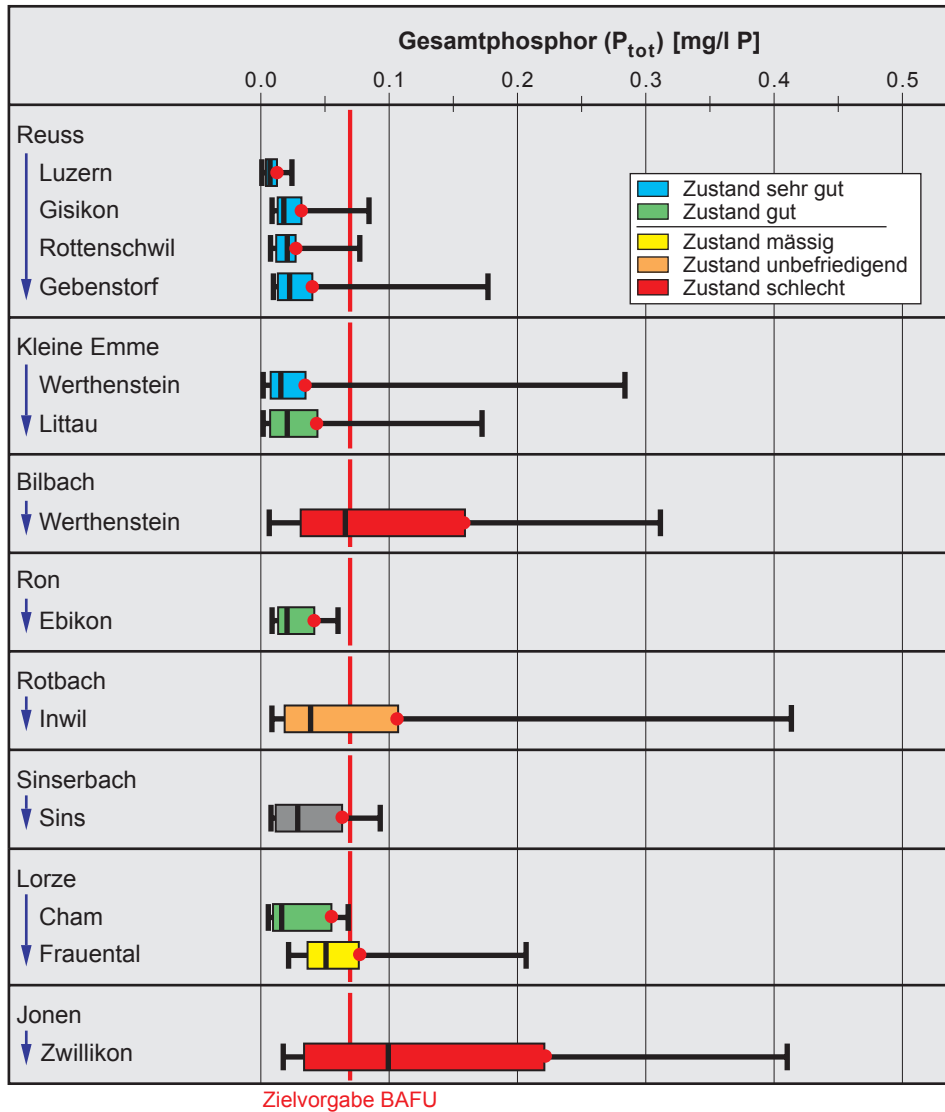 Gesamtphosphor (Ptot) [mg/l P]
0.0 0.1 0.2 0.3 0.4 0.5
Reuss
Luzern
Gisikon
Rottenschwil
Gebenstorf
Zustand sehr gut
Zustand gut
Zustand mässig
Zustand unbefriedigend
Zustand schlecht
Kleine Emme
Werthenstein
Littau
Bilbach
Werthenstein
Ron
Ebikon
Rotbach
Inwil
Sinserbach
Sins
Lorze
Cham
Frauental
Jonen
Zwillikon
Zielvorgabe BAFU